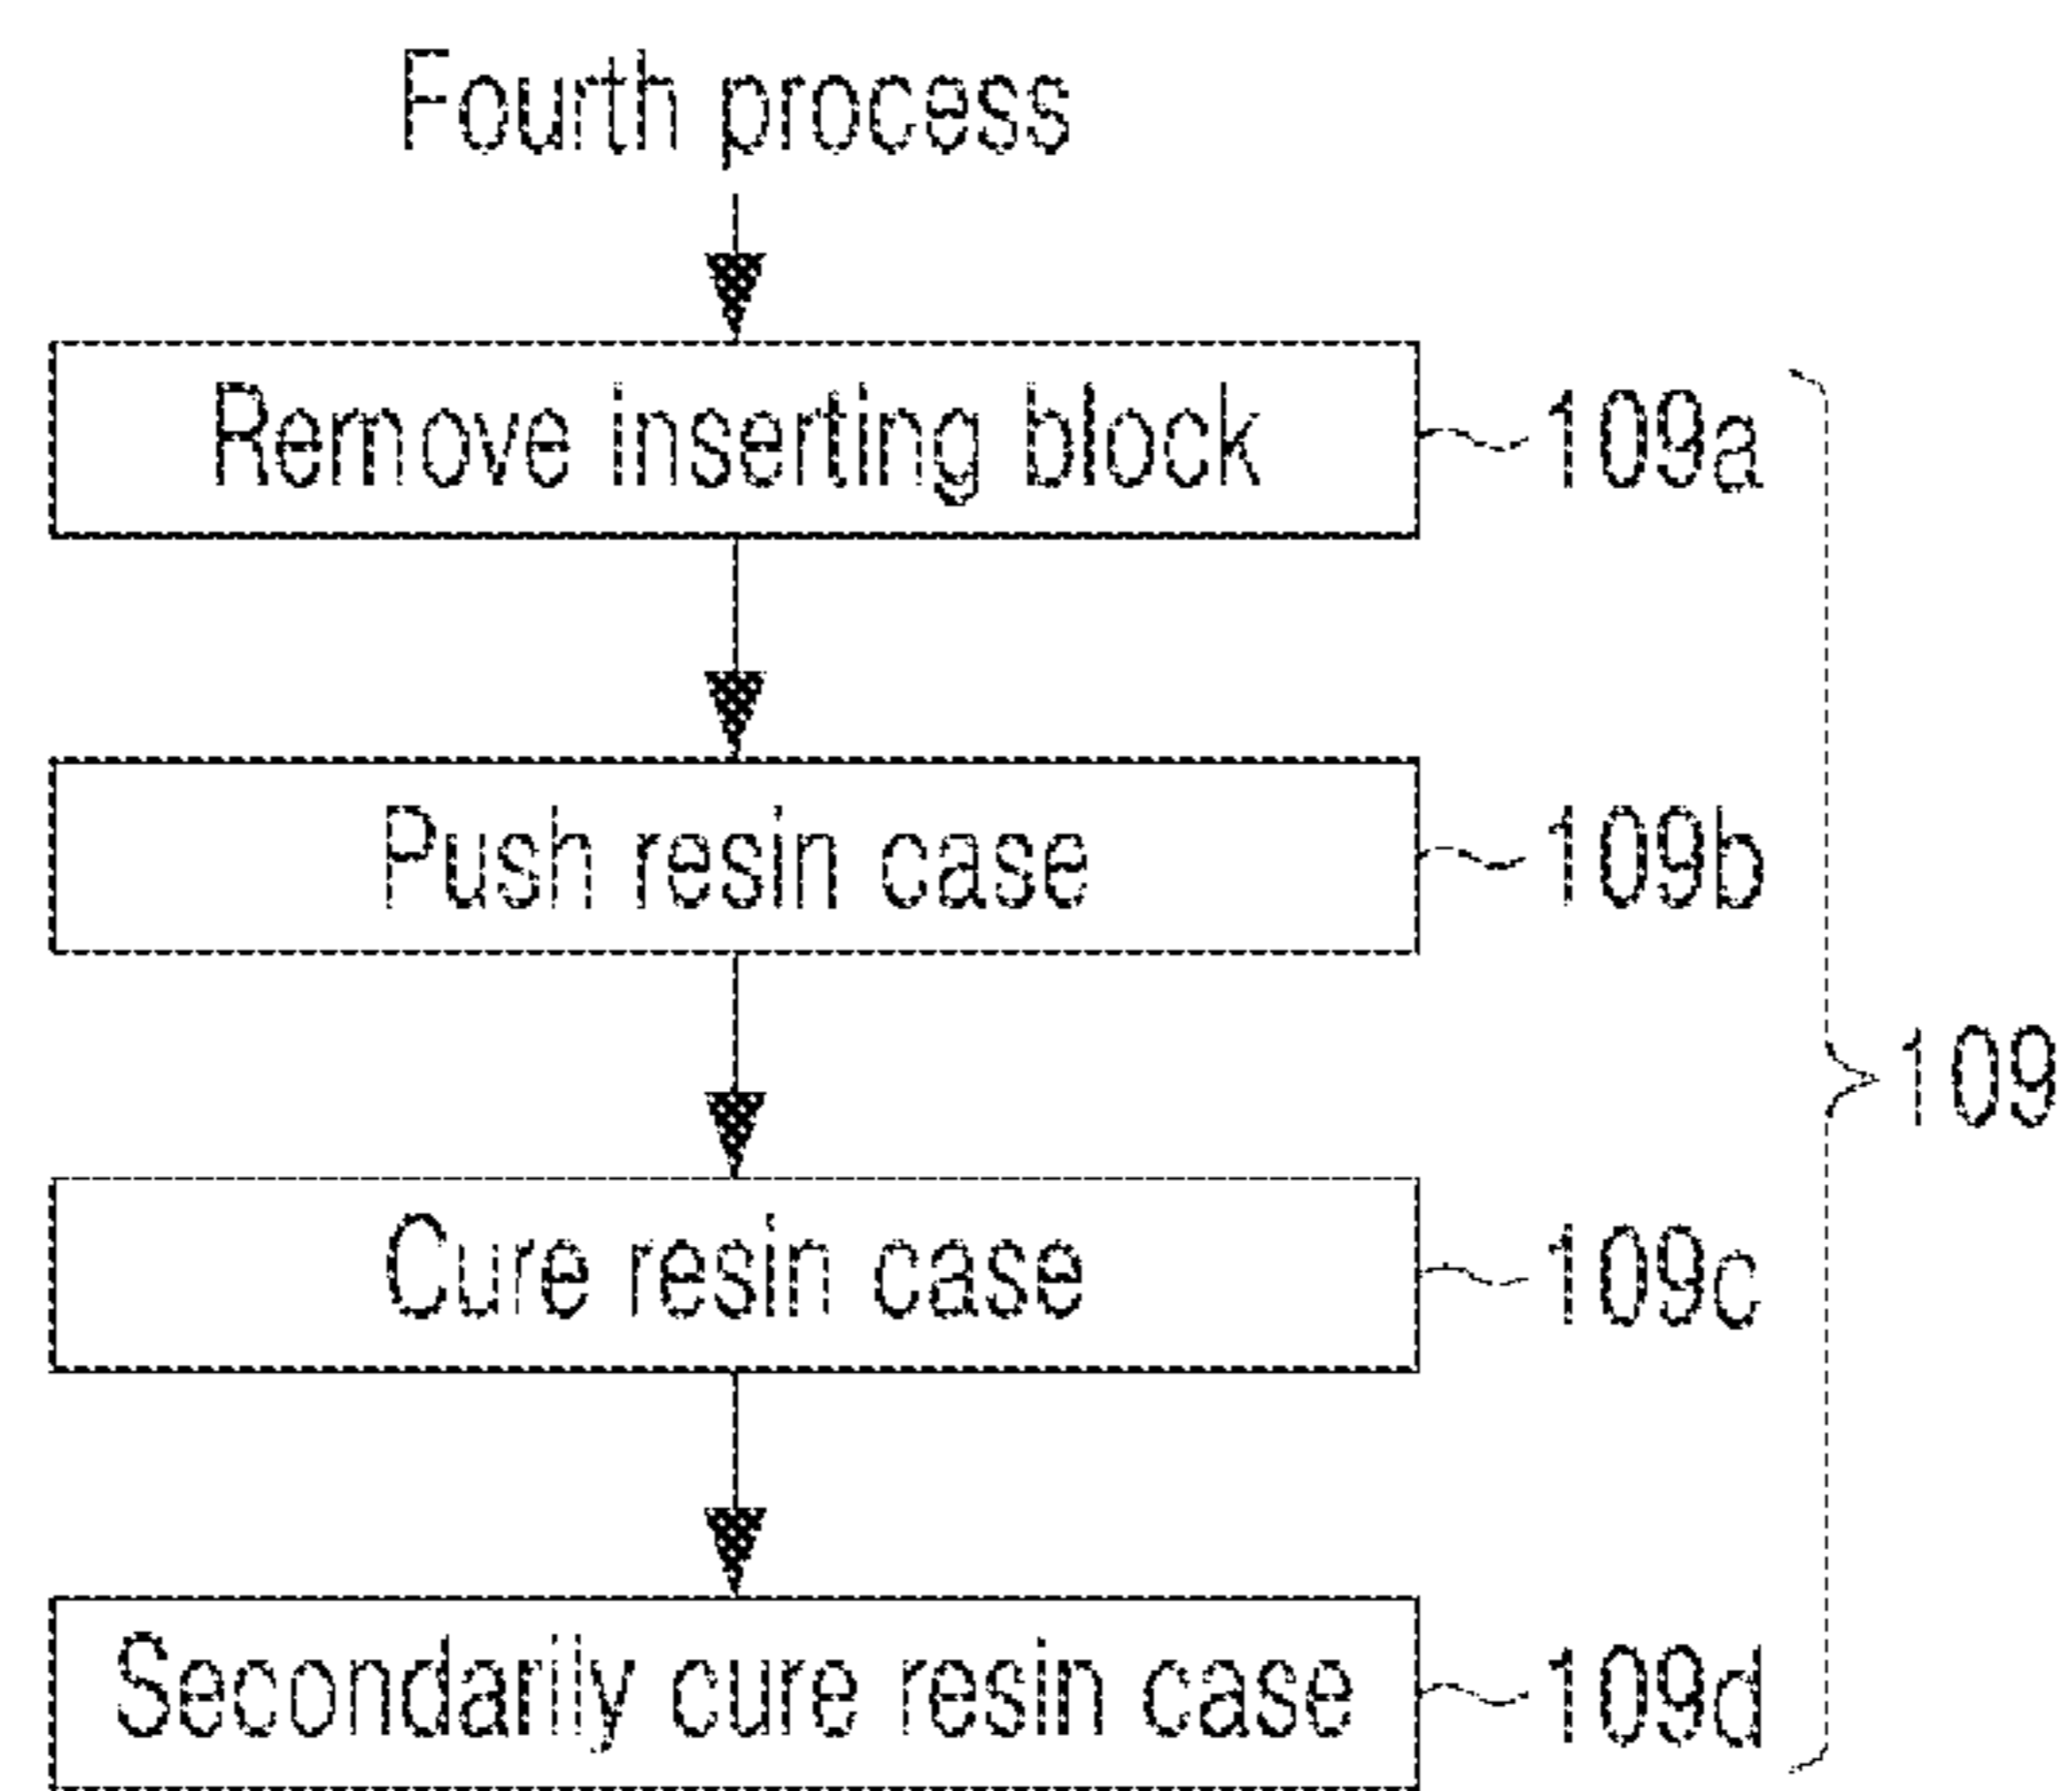 Fourth process
Remove inserting block
109a
Push resin case
109b
109
Cure resin case
109c
Secondarily cure resin case
109d